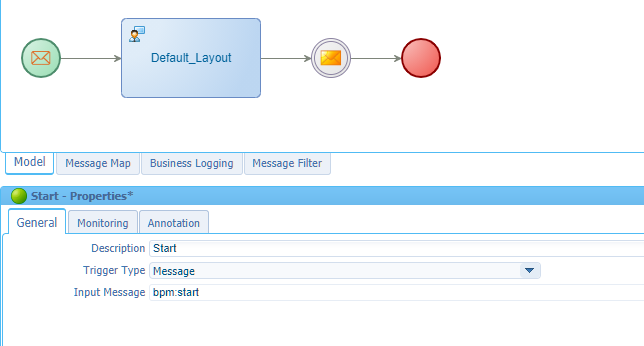 Default_Layout
Model Message Map Business Logging Message Filter
Start - Properties*
General Monitoring Annotation
Description Start
Trigger Type Message
Input Message bpm:start